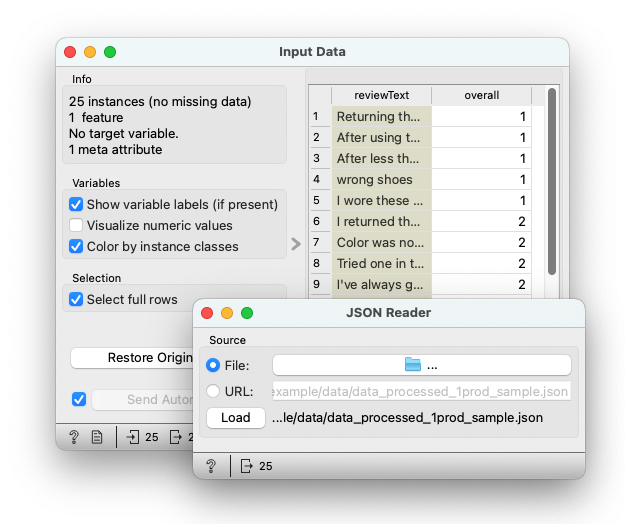 Input Data
Info
25 instances (no missing data)
1 feature
No target variable.
1 meta attribute
Variables
Show variable labels (if present)
Visualize numeric values
Color by instance classes
Selection
Select full rows
Restore Origin
Send Autor
? 25 2
reviewText overall
1 Returning th... 1
2 After using t... 1
3 After less th... 1
4 wrong shoes 1
5 I wore these ... 1
6 I returned th... 2
7 Color was no... 2
8 Tried one in t... 2
9 I've always g... 2
JSON Reader
Source
File: ...
URL: example/data/data_processed_1prod_sample.json
Load ...le/data/data_processed_1prod_sample.json
? 25